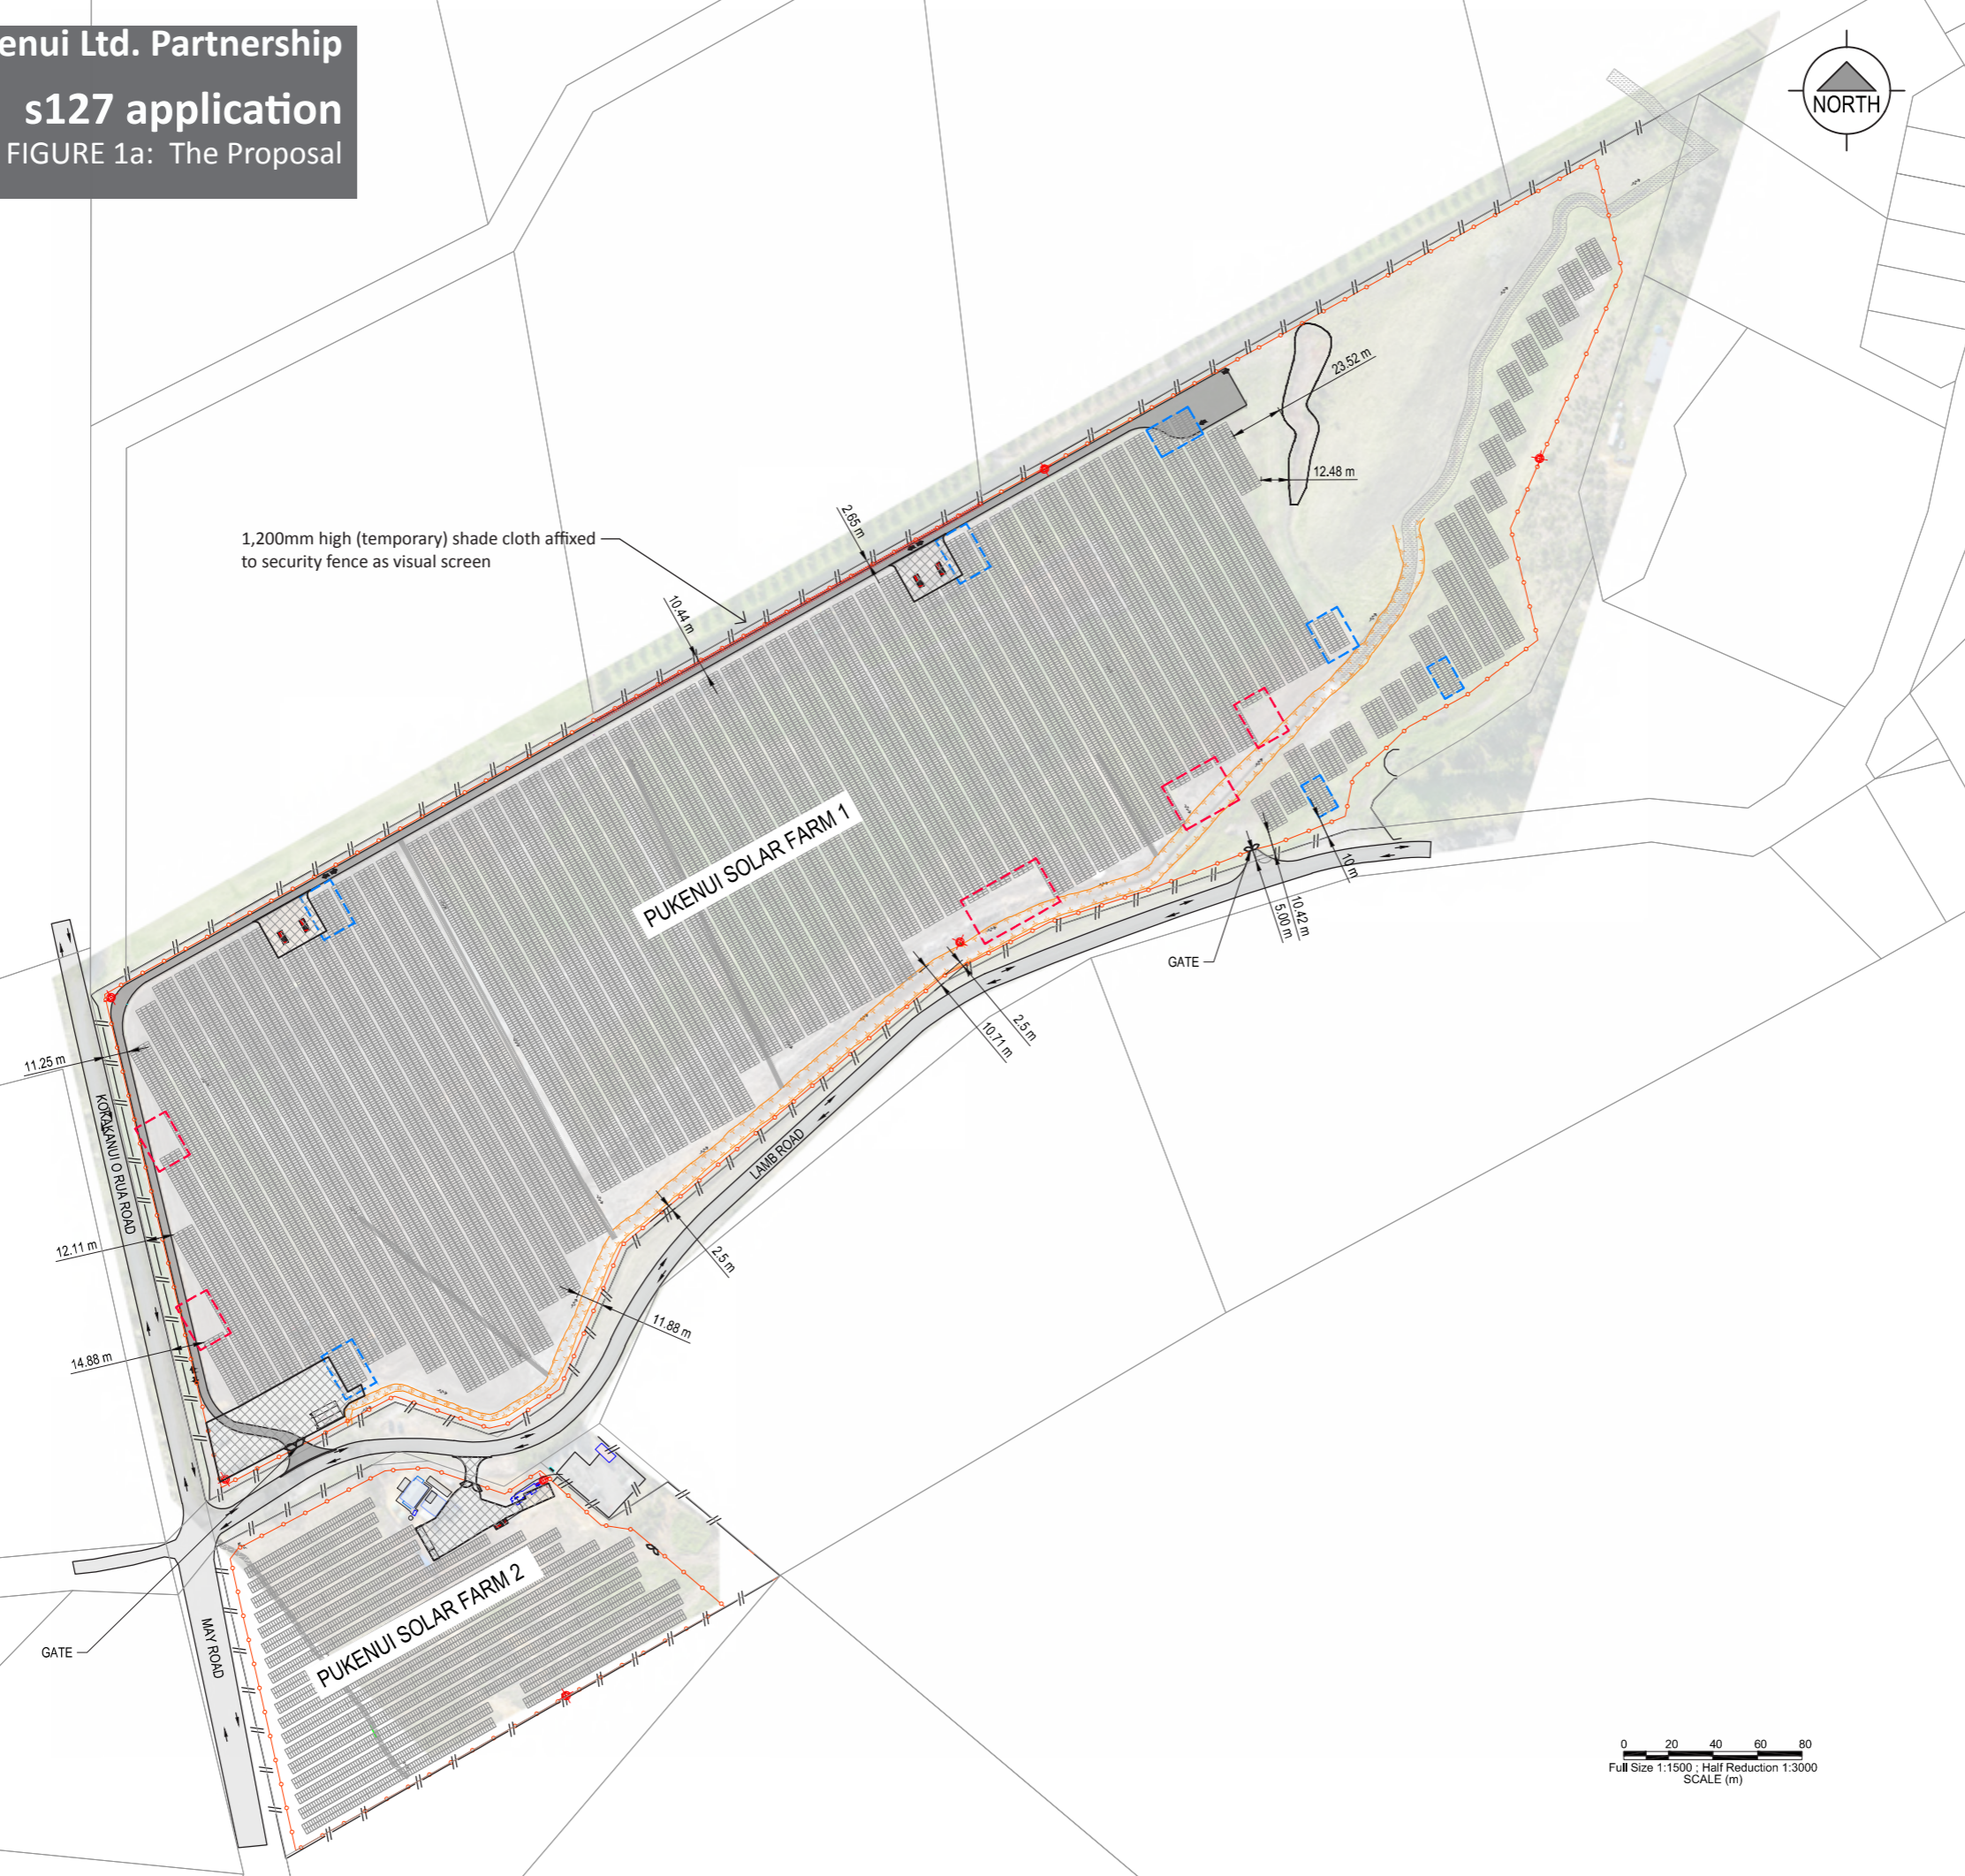 enui Ltd. Partnership
s127 application
FIGURE 1a: The Proposal
NORTH
23.52 m
12.48 m
2.65 m
1,200mm high (temporary) shade cloth affixed
to security fence as visual screen
10.44 m
PUKENUI SOLAR FARM 1
10 m
10.42 m
5.00 m
GATE
2.5 m
10.71 m
11.25 m
KOKAKANUI O RUA ROAD
LAMB ROAD
12.11 m
2.5 m
11.88 m
14.88 m
PUKENUI SOLAR FARM 2
MAY ROAD
GATE
0 20 40 60 80
Full Size 1:1500 ; Half Reduction 1:3000
SCALE (m)